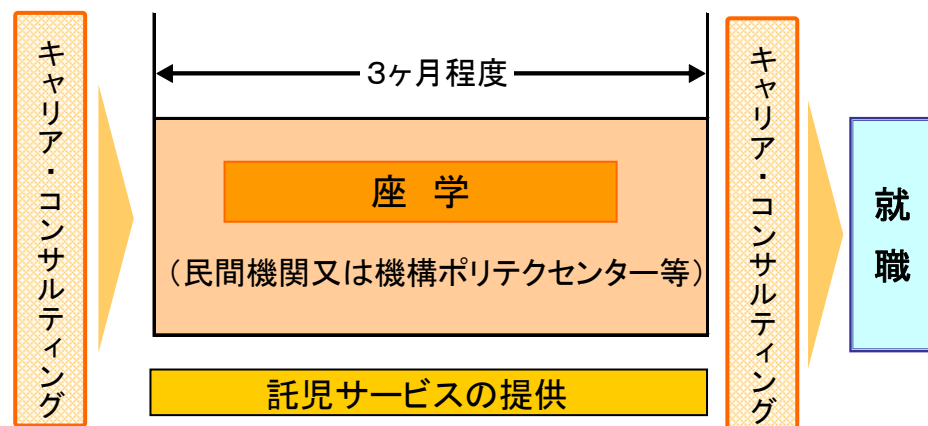 キャリア・コンサルティング
3ヶ月程度
座 学
（民間機関又は機構ポリテクセンター等）
託児サービスの提供
キャリア・コンサルティング
就職